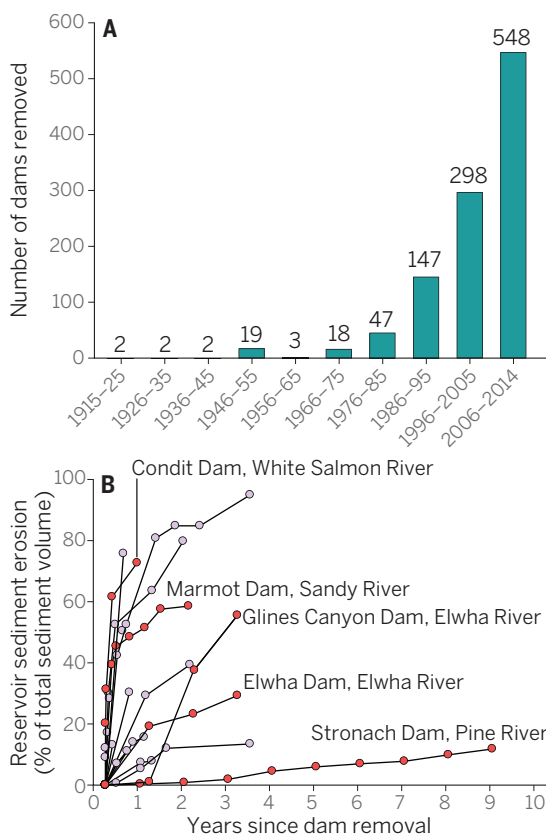 A
Number of dams removed
600
500
400
300
200
100
0
2
2
2
19
3
18
47
147
298
548
1915–25
1926–35
1936–45
1946–55
1956–65
1966–75
1976–85
1986–95
1996–2005
2006–2014
B
Reservoir sediment erosion
(% of total sediment volume)
100
80
60
40
20
0
Condit Dam, White Salmon River
Marmot Dam, Sandy River
Glines Canyon Dam, Elwha River
Elwha Dam, Elwha River
Stronach Dam, Pine River
0 1 2 3 4 5 6 7 8 9 10
Years since dam removal